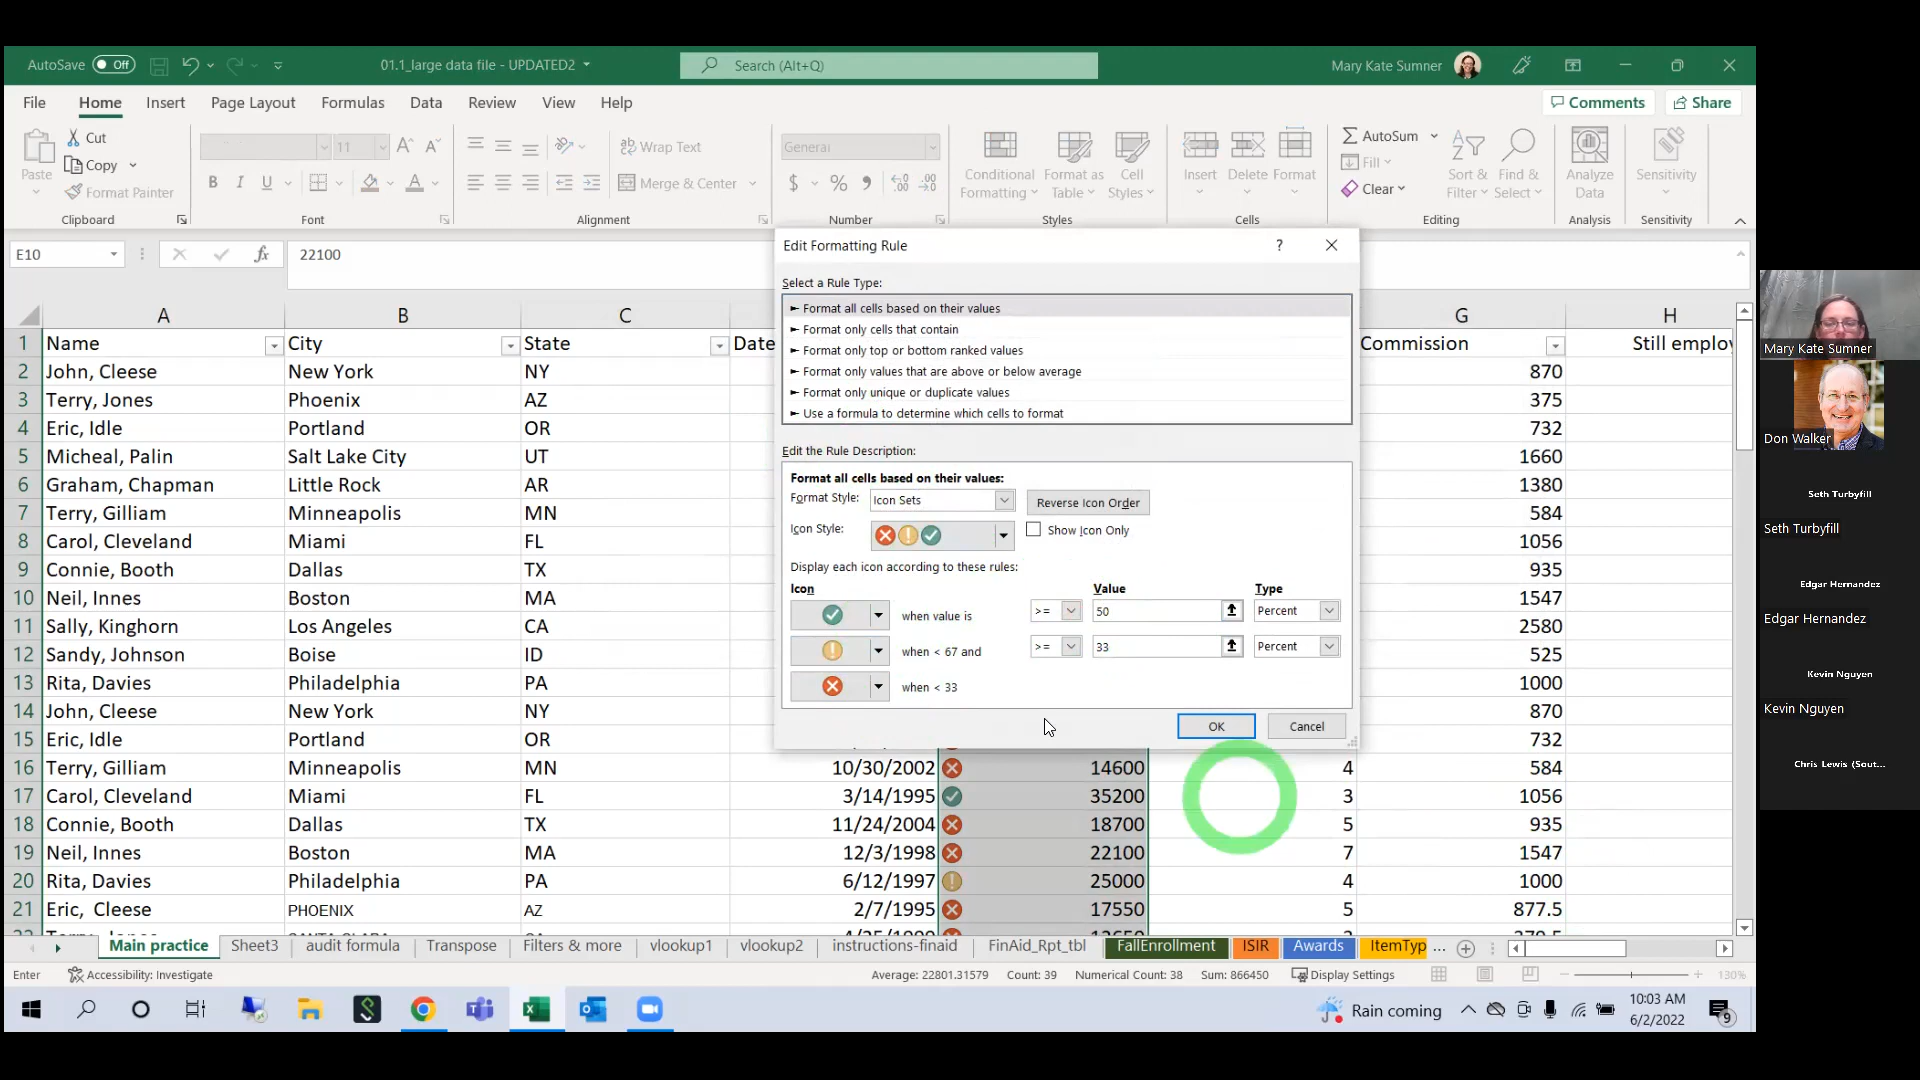 AutoSave Off
01.1_large data file - UPDATED2
Search (Alt+Q)
Mary Kate Sumner
File Home Insert Page Layout Formulas Data Review View Help
Comments Share
Paste
Cut
Copy
Format Painter
Clipboard
11
B I U
Font
Wrap Text
Merge & Center
Alignment
General
$ % 9
Number
Conditional Formatting
Format as Table
Cell Styles
Styles
Insert Delete Format
Cells
AutoSum
Fill
Clear
Sort & Filter
Find & Select
Editing
Analyze Data
Analysis
Sensitivity
Sensitivity
E10 fx 22100
Edit Formatting Rule ?
Select a Rule Type:
► Format all cells based on their values
► Format only cells that contain
► Format only top or bottom ranked values
► Format only values that are above or below average
► Format only unique or duplicate values
► Use a formula to determine which cells to format
Edit the Rule Description:
Format all cells based on their values:
Format Style: Icon Sets Reverse Icon Order
Icon Style: Show Icon Only
Display each icon according to these rules:
Icon Value Type
when value is >= 50 Percent
when < 67 and >= 33 Percent
when < 33
OK Cancel
A B C G H
1 Name City State Date Commission Still employ
2 John, Cleese New York NY 870
3 Terry, Jones Phoenix AZ 375
4 Eric, Idle Portland OR 732
5 Micheal, Palin Salt Lake City UT 1660
6 Graham, Chapman Little Rock AR 1380
7 Terry, Gilliam Minneapolis MN 584
8 Carol, Cleveland Miami FL 1056
9 Connie, Booth Dallas TX 935
10 Neil, Innes Boston MA 1547
11 Sally, Kinghorn Los Angeles CA 2580
12 Sandy, Johnson Boise ID 525
13 Rita, Davies Philadelphia PA 1000
14 John, Cleese New York NY 870
15 Eric, Idle Portland OR 732
16 Terry, Gilliam Minneapolis MN 10/30/2002 14600 4 584
17 Carol, Cleveland Miami FL 3/14/1995 35200 3 1056
18 Connie, Booth Dallas TX 11/24/2004 18700 5 935
19 Neil, Innes Boston MA 12/3/1998 22100 7 1547
20 Rita, Davies Philadelphia PA 6/12/1997 25000 4 1000
21 Eric,  Cleese PHOENIX AZ 2/7/1995 17550 5 877.5
Main practice Sheet3 audit formula Transpose Filters & more vlookup1 vlookup2 instructions-finaid FinAid_Rpt_tbl FallEnrollment ISIR Awards ItemTyp ...
Enter Accessibility: Investigate Average: 22801.31579 Count: 39 Numerical Count: 38 Sum: 866450 Display Settings 130%
Rain coming
10:03 AM
6/2/2022
9
Mary Kate Sumner
Don Walker
Seth Turbyfill
Seth Turbyfill
Edgar Hernandez
Edgar Hernandez
Kevin Nguyen
Kevin Nguyen
Chris Lewis (Sout...